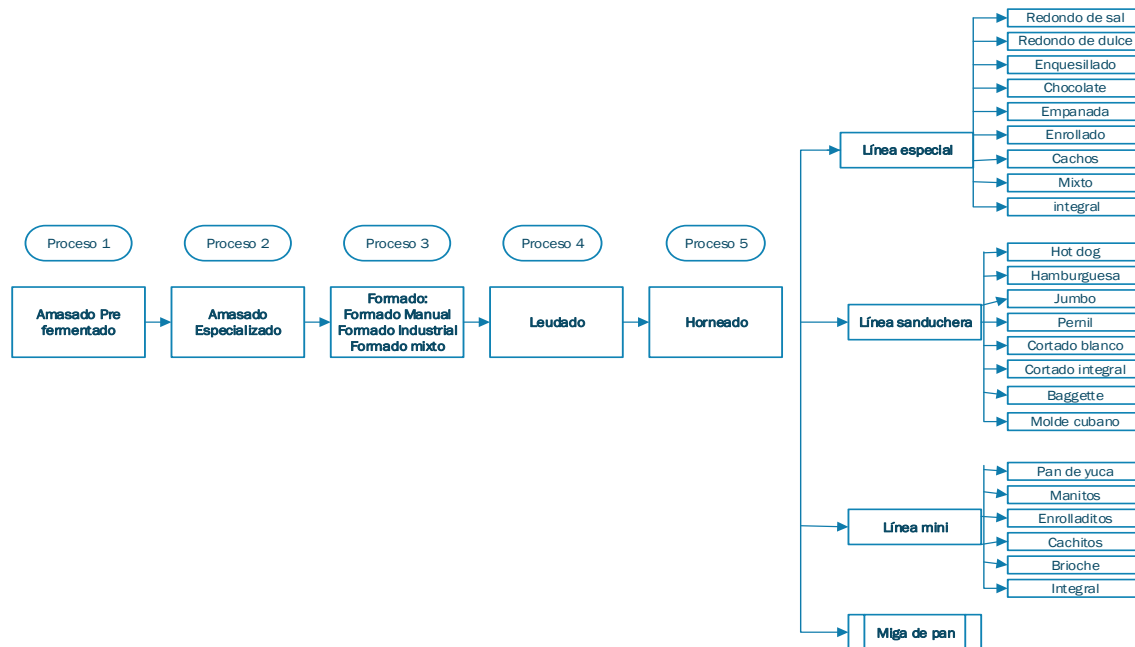 Proceso 1
Proceso 2
Proceso 3
Proceso 4
Proceso 5
Amasado Pre
fermentado
Amasado
Especializado
Formado:
Formado Manual
Formado Industrial
Formado mixto
Leudado
Horneado
Línea especial
Redondo de sal
Redondo de dulce
Enquesillado
Chocolate
Empanada
Enrollado
Cachos
Mixto
integral
Línea sanduchera
Hot dog
Hamburguesa
Jumbo
Pernil
Cortado blanco
Cortado integral
Baggette
Molde cubano
Línea mini
Pan de yuca
Manitos
Enrolladitos
Cachitos
Brioche
Integral
Miga de pan